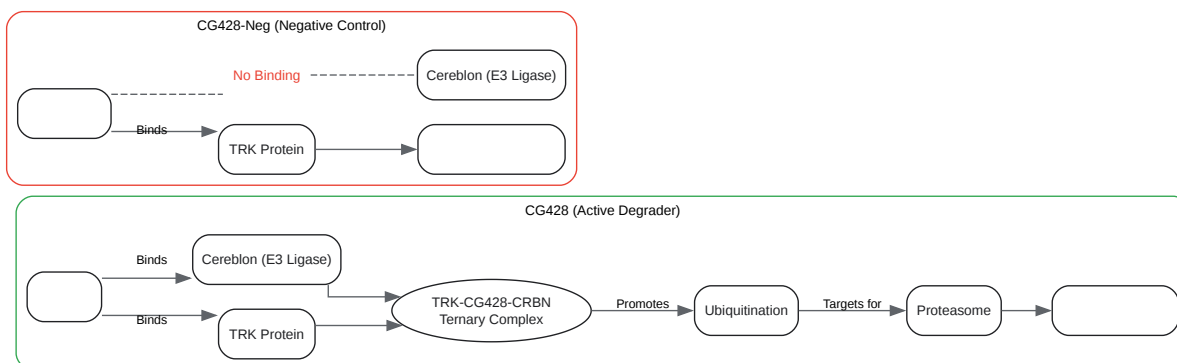 CG428-Neg (Negative Control)
No Binding
Cereblon (E3 Ligase)
Binds
TRK Protein
CG428 (Active Degrader)
Binds
Cereblon (E3 Ligase)
Binds
TRK Protein
TRK-CG428-CRBN
Ternary Complex
Promotes
Ubiquitination
Targets for
Proteasome